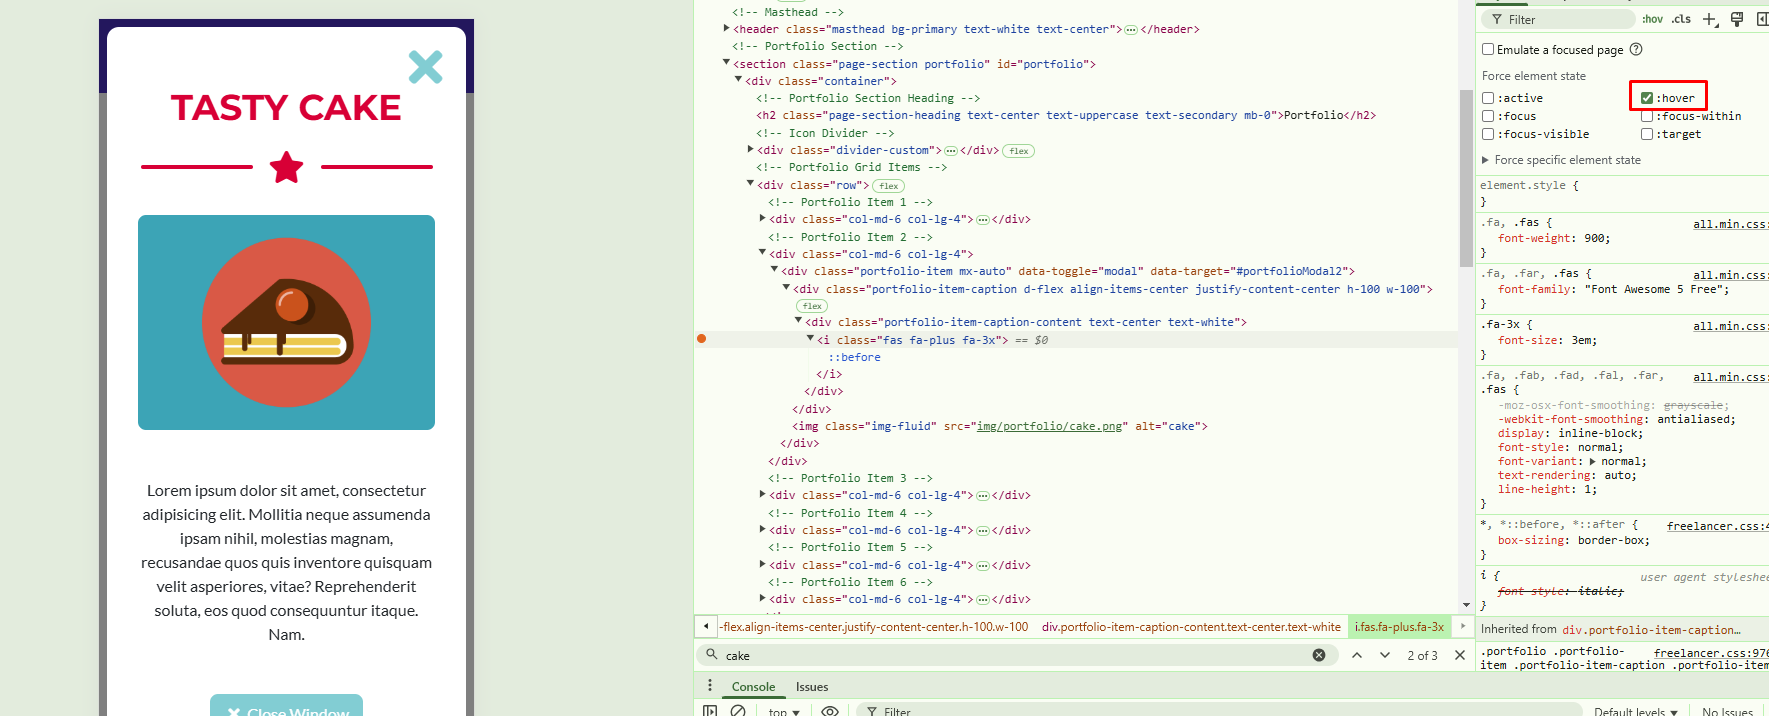 TASTY CAKE
Lorem ipsum dolor sit amet, consectetur
adipisicing elit. Mollitia neque assumenda
ipsam nihil, molestias magnam,
recusandae quos quis inventore quisquam
velit asperiores, vitae? Reprehenderit
soluta, eos quod consequuntur itaque.
Nam.
Close Window
<!-- Masthead -->
<header class="masthead bg-primary text-white text-center">…</header>
<!-- Portfolio Section -->
<section class="page-section portfolio" id="portfolio">
<div class="container">
<!-- Portfolio Section Heading -->
<h2 class="page-section-heading text-center text-uppercase text-secondary mb-0">Portfolio</h2>
<!-- Icon Divider -->
<div class="divider-custom">…</div> flex
<!-- Portfolio Grid Items -->
<div class="row"> flex
<!-- Portfolio Item 1 -->
<div class="col-md-6 col-lg-4">…</div>
<!-- Portfolio Item 2 -->
<div class="col-md-6 col-lg-4">
<div class="portfolio-item mx-auto" data-toggle="modal" data-target="#portfolioModal2">
<div class="portfolio-item-caption d-flex align-items-center justify-content-center h-100 w-100">
flex
<div class="portfolio-item-caption-content text-center text-white">
<i class="fas fa-plus fa-3x"> == $0
::before
</i>
</div>
</div>
<img class="img-fluid" src="img/portfolio/cake.png" alt="cake">
</div>
</div>
<!-- Portfolio Item 3 -->
<div class="col-md-6 col-lg-4">…</div>
<!-- Portfolio Item 4 -->
<div class="col-md-6 col-lg-4">…</div>
<!-- Portfolio Item 5 -->
<div class="col-md-6 col-lg-4">…</div>
<!-- Portfolio Item 6 -->
<div class="col-md-6 col-lg-4">…</div>
-flex.align-items-center.justify-content-center.h-100.w-100 div.portfolio-item-caption-content.text-center.text-white i.fas.fa-plus.fa-3x
cake 2 of 3
Console Issues
top Filter Default levels No Issues
Filter :hov .cls
Emulate a focused page
Force element state
:active :hover
:focus :focus-within
:focus-visible :target
Force specific element state
element.style {
}
.fa, .fas { all.min.css:
font-weight: 900;
}
.fa, .far, .fas { all.min.css:
font-family: "Font Awesome 5 Free";
}
.fa-3x { all.min.css:
font-size: 3em;
}
.fa, .fab, .fad, .fal, .far, all.min.css:
.fas {
-moz-osx-font-smoothing: grayscale;
-webkit-font-smoothing: antialiased;
display: inline-block;
font-style: normal;
font-variant: normal;
text-rendering: auto;
line-height: 1;
}
*, *::before, *::after { freelancer.css:4
box-sizing: border-box;
}
i { user agent styleshee
font-style: italic;
}
Inherited from div.portfolio-item-caption…
.portfolio .portfolio- freelancer.css:976
item .portfolio-item-caption .portfolio-item